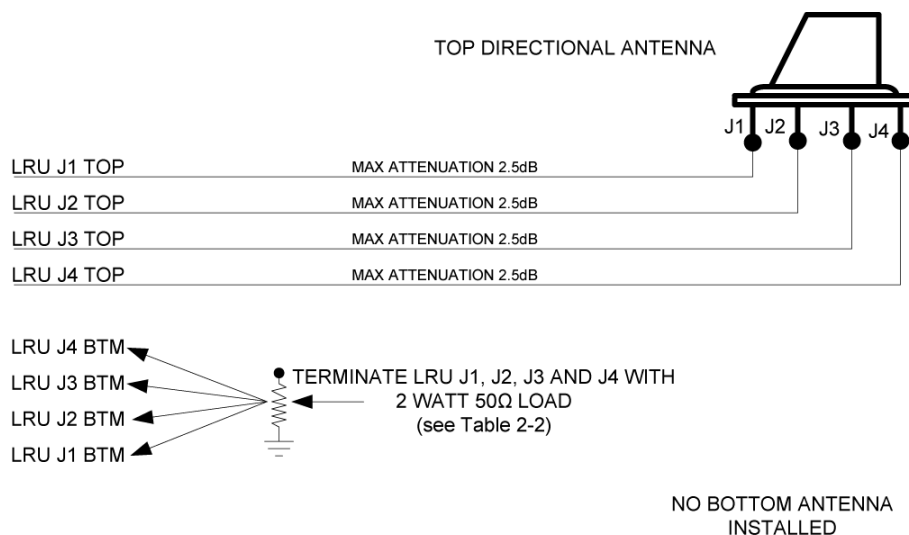 TOP DIRECTIONAL ANTENNA
J1 J2 J3 J4
LRU J1 TOP MAX ATTENUATION 2.5dB
LRU J2 TOP MAX ATTENUATION 2.5dB
LRU J3 TOP MAX ATTENUATION 2.5dB
LRU J4 TOP MAX ATTENUATION 2.5dB
LRU J4 BTM
LRU J3 BTM
LRU J2 BTM
LRU J1 BTM
TERMINATE LRU J1, J2, J3 AND J4 WITH
2 WATT 50Ω LOAD
(see Table 2-2)
NO BOTTOM ANTENNA
INSTALLED